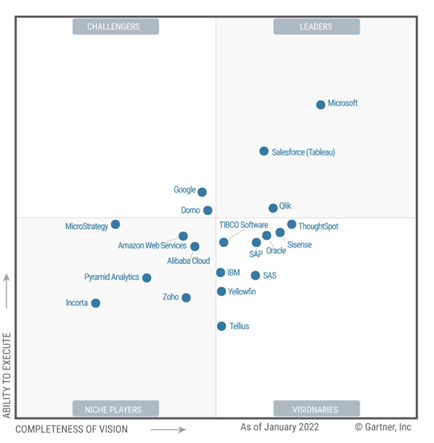 CHALLENGERS
LEADERS
Microsoft
Salesforce (Tableau)
Google
Domo
Qlik
MicroStrategy
TIBCO Software
ThoughtSpot
Amazon Web Services
Sisense
Oracle
SAP
Alibaba Cloud
IBM
SAS
Pyramid Analytics
Yellowfin
Zoho
Incorta
Tellius
ABILITY TO EXECUTE
NICHE PLAYERS
VISIONARIES
COMPLETENESS OF VISION
As of January 2022
© Gartner, Inc